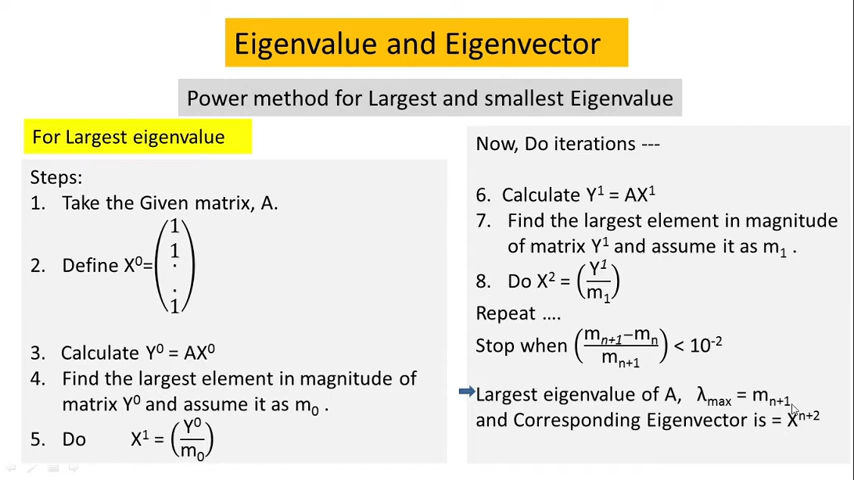 Eigenvalue and Eigenvector
Power method for Largest and smallest Eigenvalue
For Largest eigenvalue
Steps:
1. Take the Given matrix, A.
2. Define X⁰= (1 1 . . 1)
3. Calculate Y⁰ = AX⁰
4. Find the largest element in magnitude of
matrix Y⁰ and assume it as m₀ .
5. Do X¹ = (Y⁰/m₀)
Now, Do iterations ---
6. Calculate Y¹ = AX¹
7. Find the largest element in magnitude
of matrix Y¹ and assume it as m₁ .
8. Do X² = (Y¹/m₁)
Repeat ....
Stop when (mₙ₊₁−mₙ/mₙ₊₁) < 10⁻²
Largest eigenvalue of A, λₘₐₓ = mₙ₊₁
and Corresponding Eigenvector is = Xⁿ⁺²